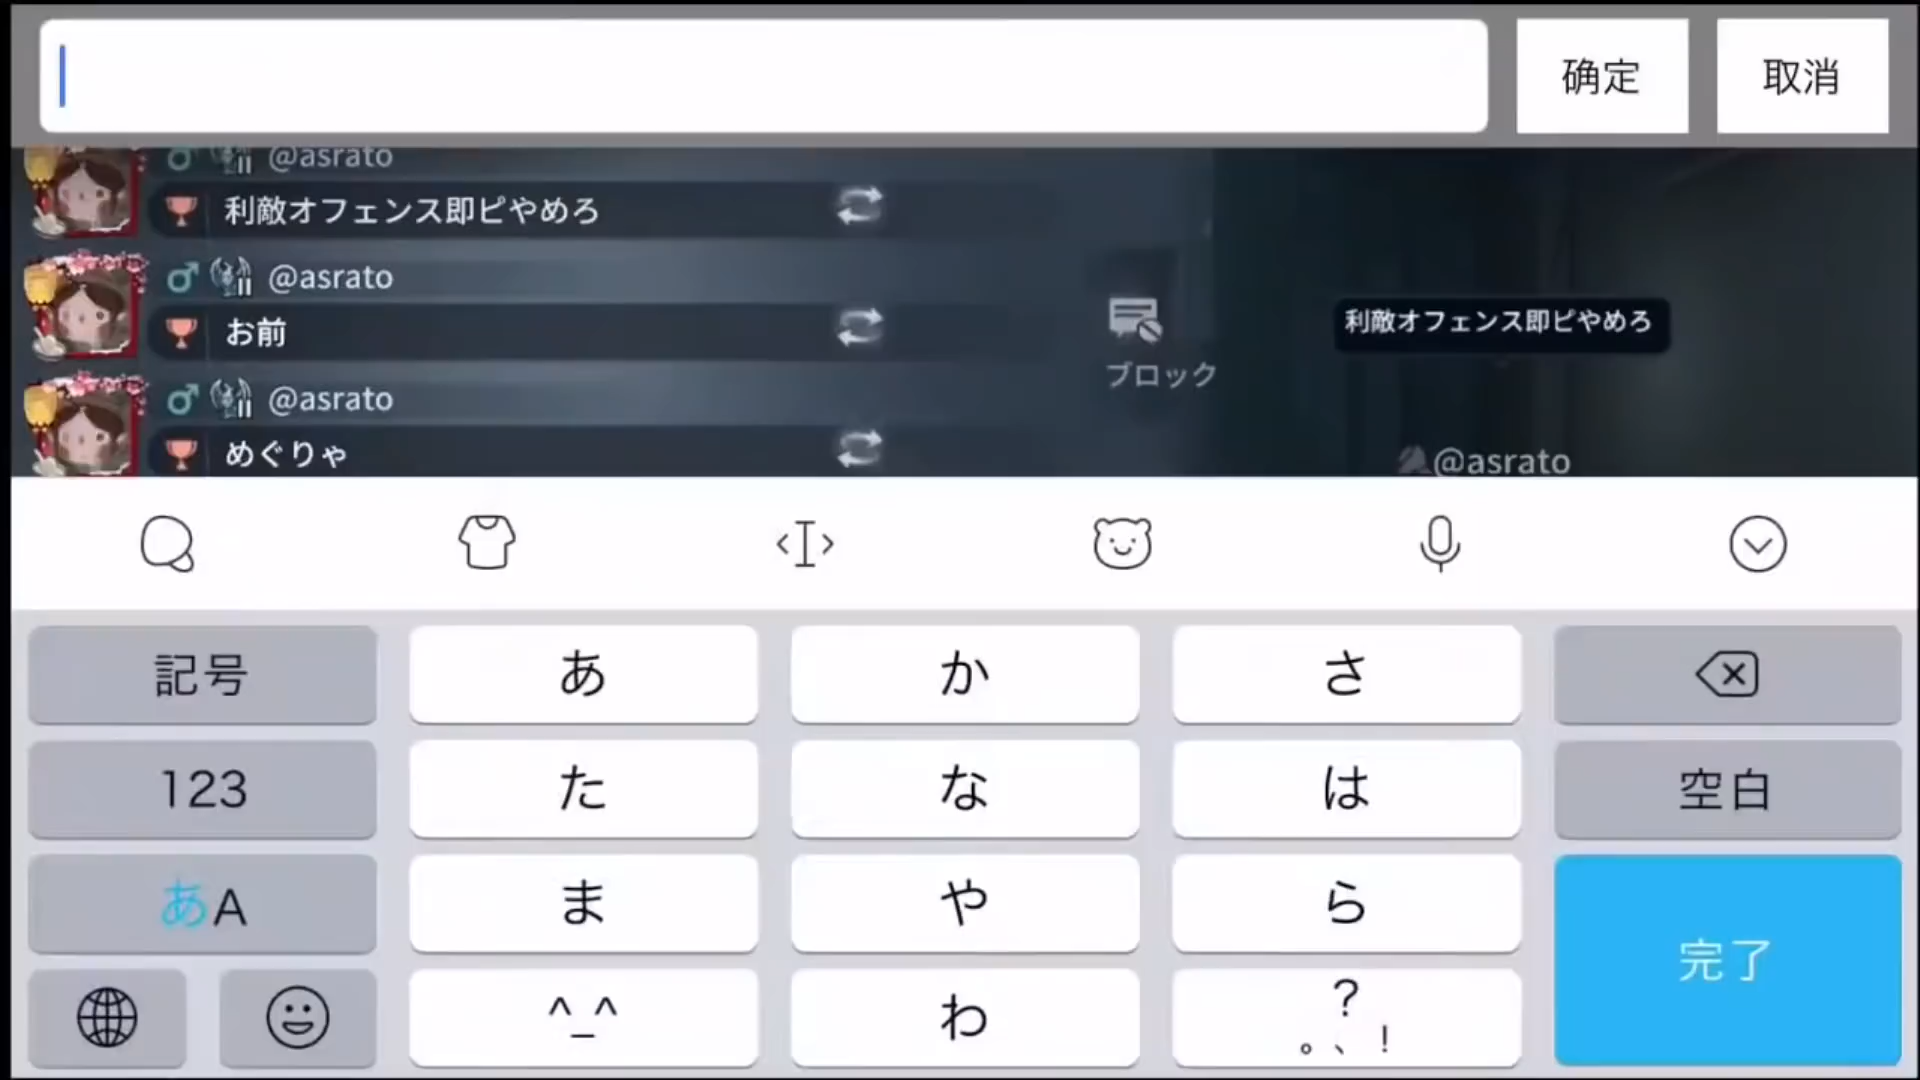 确定
取消
@asrato
利敵オフェンス即ピやめろ
@asrato
お前
@asrato
めぐりゃ
ブロック
利敵オフェンス即ピやめろ
@asrato
記号
あ
か
さ
123
た
な
は
空白
あA
ま
や
ら
完了
^_^
わ
?
。、!